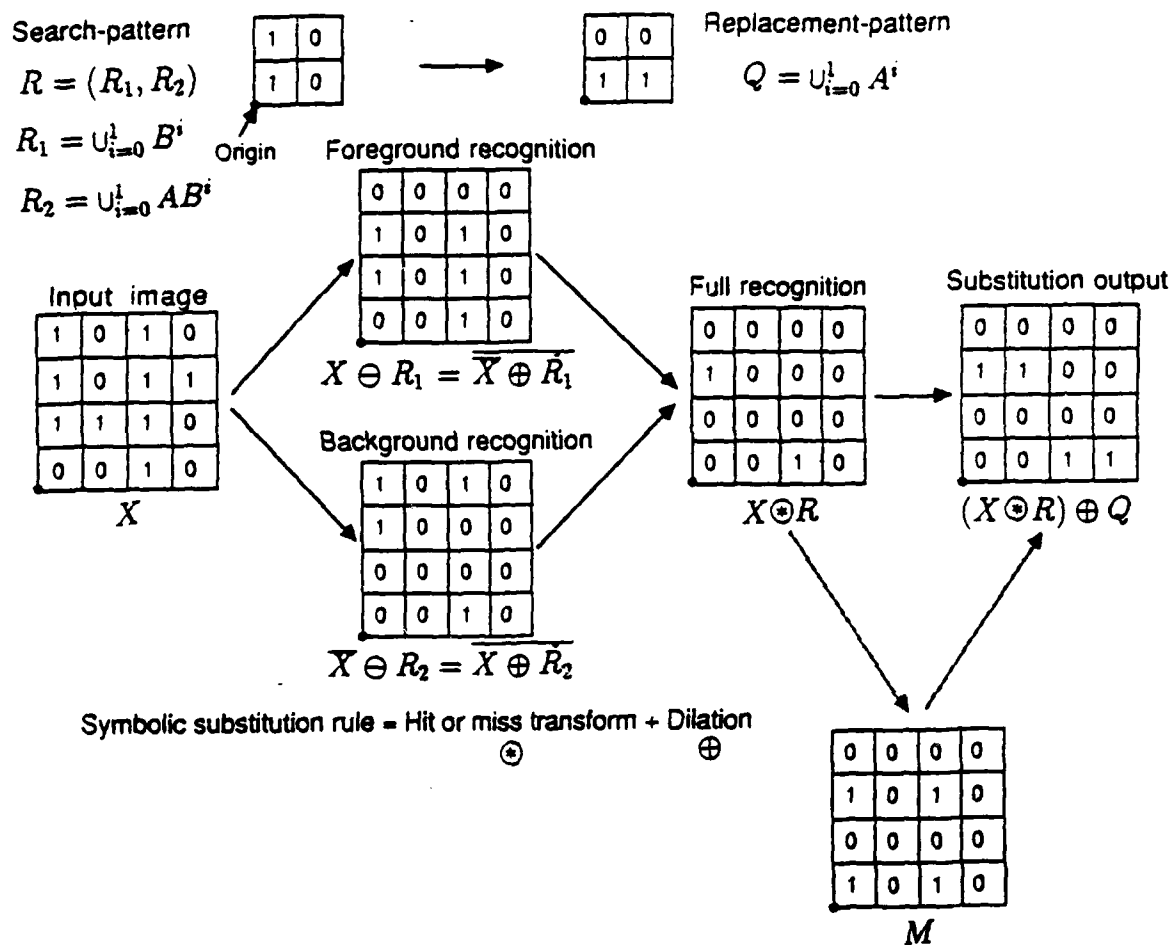 Search-pattern
R = (R₁, R₂)
R₁ = ∪¹ᵢ₌₀ Bⁱ
R₂ = ∪¹ᵢ₌₀ ABⁱ
1 0
1 0
Origin
0 0
1 1
Replacement-pattern
Q = ∪¹ᵢ₌₀ Aⁱ
Foreground recognition
0 0 0 0
1 0 1 0
1 0 1 0
0 0 1 0
X ⊖ R₁ = \overline{\overline{X} ⊕ Ř₁}
Input image
1 0 1 0
1 0 1 1
1 1 1 0
0 0 1 0
X
Background recognition
1 0 1 0
1 0 0 0
0 0 0 0
0 0 1 0
\overline{X} ⊖ R₂ = \overline{X ⊕ Ř₂}
Full recognition
0 0 0 0
1 0 0 0
0 0 0 0
0 0 1 0
X⊛R
Substitution output
0 0 0 0
1 1 0 0
0 0 0 0
0 0 1 1
(X⊛R) ⊕ Q
Symbolic substitution rule = Hit or miss transform + Dilation
⊛ ⊕
0 0 0 0
1 0 1 0
0 0 0 0
1 0 1 0
M